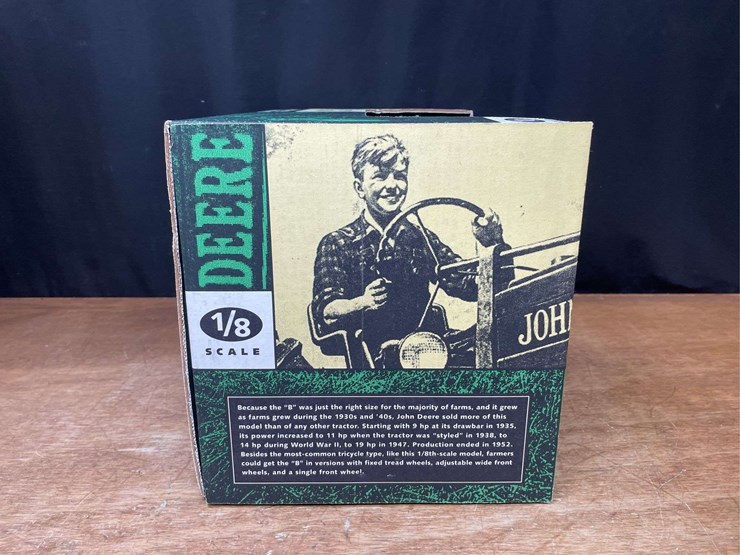 DEERE
1/8
SCALE
JOH
Because the "B" was just the right size for the majority of farms, and it grew
as farms grew during the 1930s and '40s, John Deere sold more of this
model than of any other tractor. Starting with 9 hp at its drawbar in 1935,
its power increased to 11 hp when the tractor was "styled" in 1938, to
14 hp during World War II, to 19 hp in 1947. Production ended in 1952.
Besides the most-common tricycle type, like this 1/8th-scale model, farmers
could get the "B" in versions with fixed tread wheels, adjustable wide front
wheels, and a single front wheel.